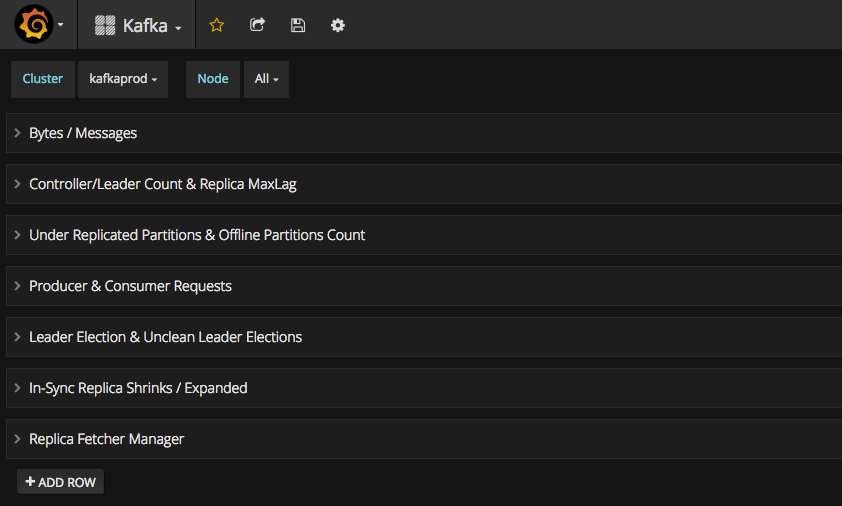 Kafka
Cluster kafkaprod Node All
Bytes / Messages
Controller/Leader Count & Replica MaxLag
Under Replicated Partitions & Offline Partitions Count
Producer & Consumer Requests
Leader Election & Unclean Leader Elections
In-Sync Replica Shrinks / Expanded
Replica Fetcher Manager
+ ADD ROW